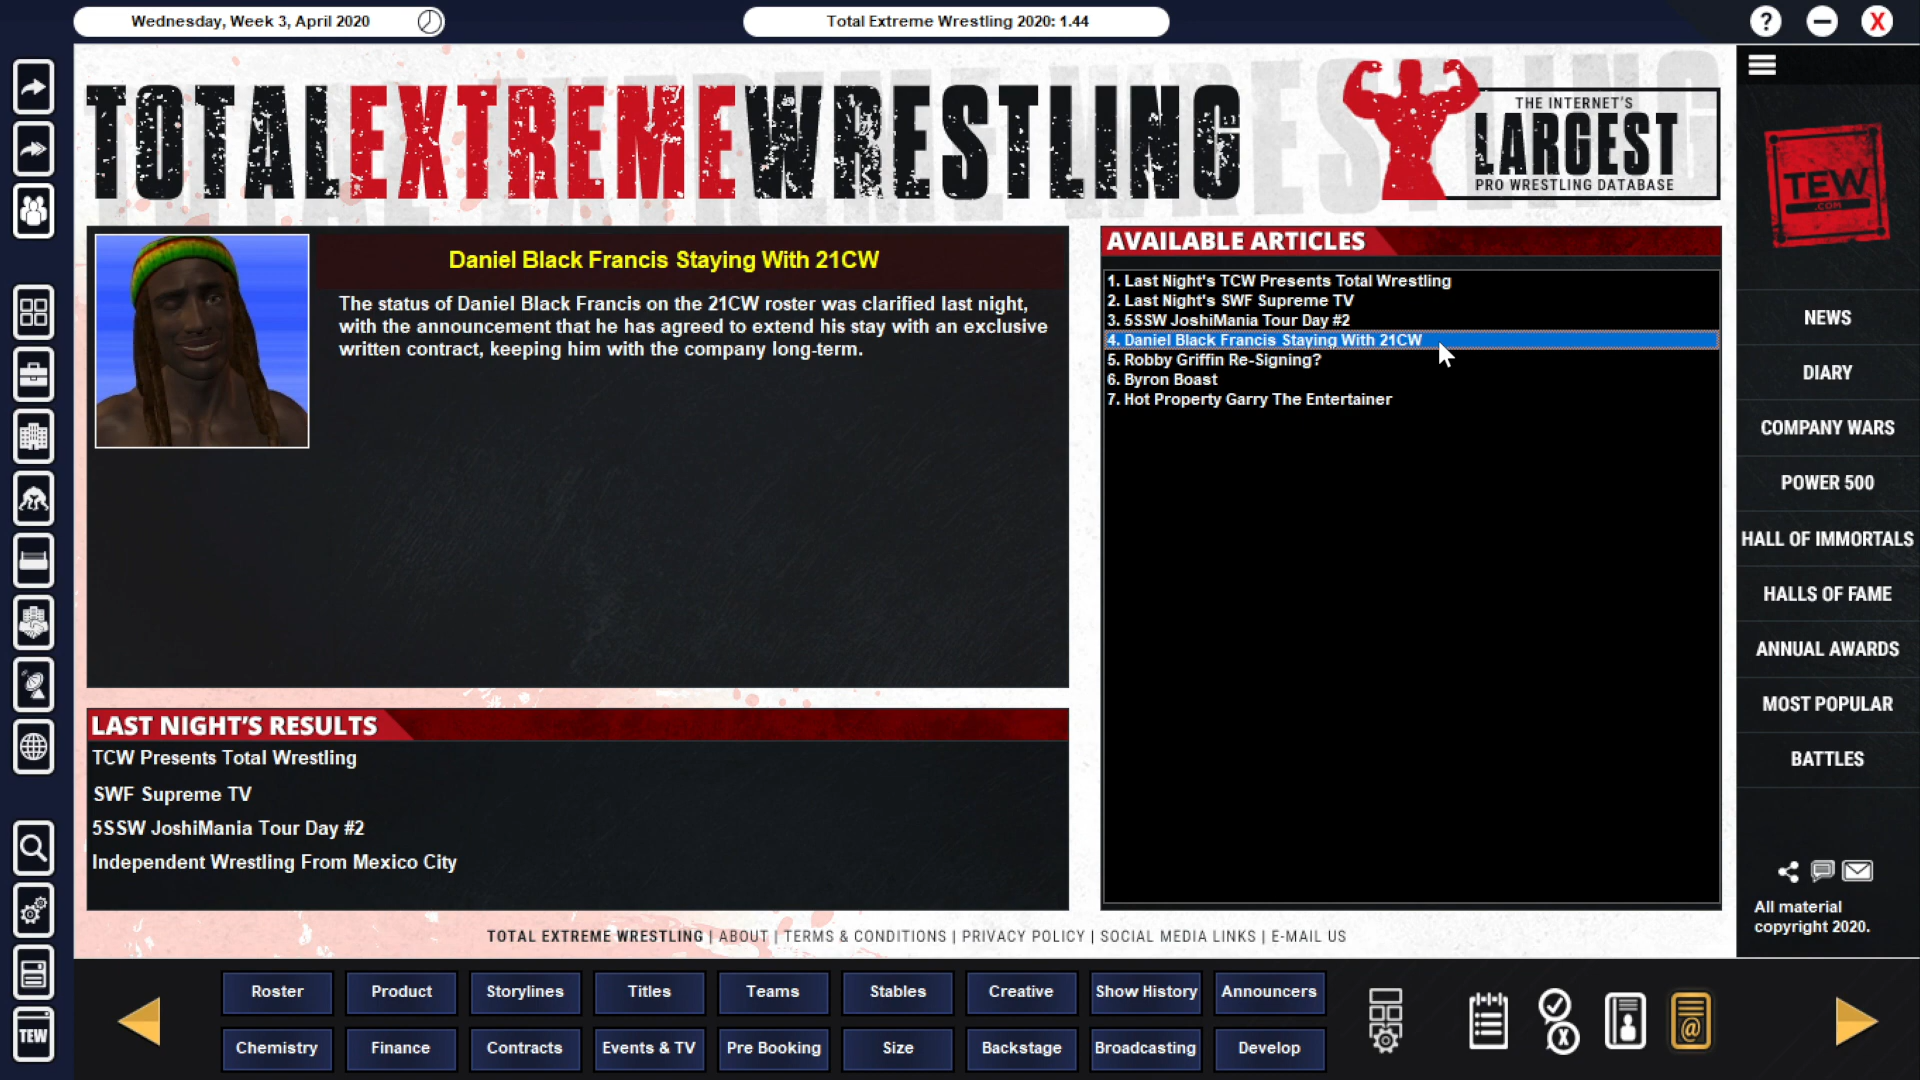 Wednesday, Week 3, April 2020
Total Extreme Wrestling 2020: 1.44
?
X
TOTALEXTREMEWRESTLING
THE INTERNET'S
LARGEST
PRO WRESTLING DATABASE
TEW
.COM
Daniel Black Francis Staying With 21CW
The status of Daniel Black Francis on the 21CW roster was clarified last night,
with the announcement that he has agreed to extend his stay with an exclusive
written contract, keeping him with the company long-term.
AVAILABLE ARTICLES
1. Last Night's TCW Presents Total Wrestling
2. Last Night's SWF Supreme TV
3. 5SSW JoshiMania Tour Day #2
4. Daniel Black Francis Staying With 21CW
5. Robby Griffin Re-Signing?
6. Byron Boast
7. Hot Property Garry The Entertainer
LAST NIGHT'S RESULTS
TCW Presents Total Wrestling
SWF Supreme TV
5SSW JoshiMania Tour Day #2
Independent Wrestling From Mexico City
TOTAL EXTREME WRESTLING | ABOUT | TERMS & CONDITIONS | PRIVACY POLICY | SOCIAL MEDIA LINKS | E-MAIL US
NEWS
DIARY
COMPANY WARS
POWER 500
HALL OF IMMORTALS
HALLS OF FAME
ANNUAL AWARDS
MOST POPULAR
BATTLES
All material
copyright 2020.
TEW
Roster Product Storylines Titles Teams Stables Creative Show History Announcers
Chemistry Finance Contracts Events & TV Pre Booking Size Backstage Broadcasting Develop